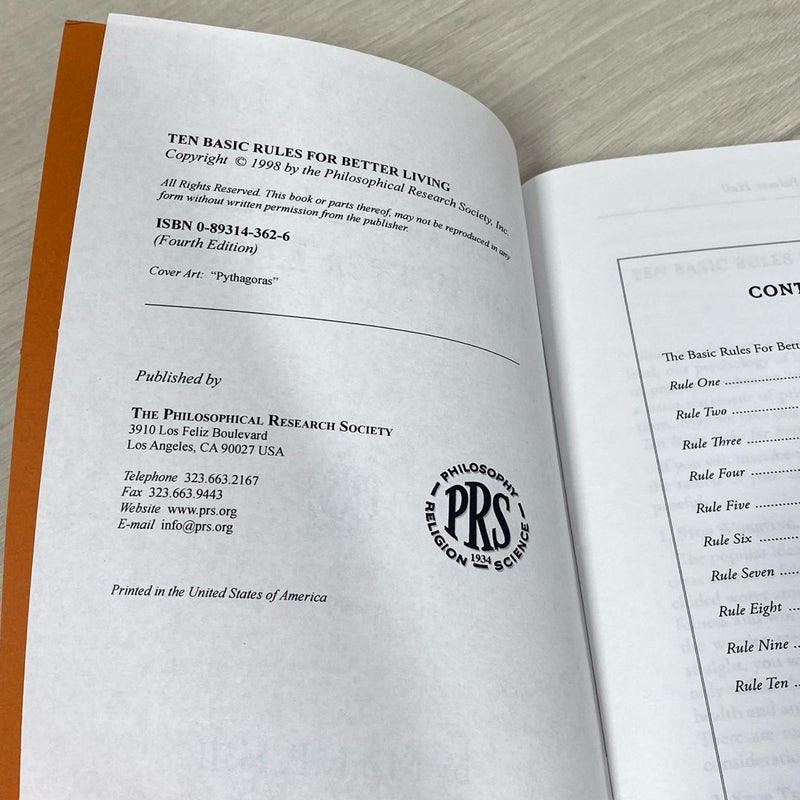 TEN BASIC RULES FOR BETTER LIVING
Copyright © 1998 by the Philosophical Research Society, Inc.
All Rights Reserved. This book or parts thereof, may not be reproduced in any
form without written permission from the publisher.
ISBN 0-89314-362-6
(Fourth Edition)
Cover Art: “Pythagoras”
Published by
THE PHILOSOPHICAL RESEARCH SOCIETY
3910 Los Feliz Boulevard
Los Angeles, CA 90027 USA
Telephone 323.663.2167
Fax 323.663.9443
Website www.prs.org
E-mail info@prs.org
PHILOSOPHY
RELIGION
SCIENCE
PRS
1934
Printed in the United States of America
CONT
The Basic Rules For Bett
Rule One ............
Rule Two ...........
Rule Three .........
Rule Four ..........
Rule Five ..........
Rule Six ...........
Rule Seven .....
Rule Eight ....
Rule Nine ..
Rule Ten ..